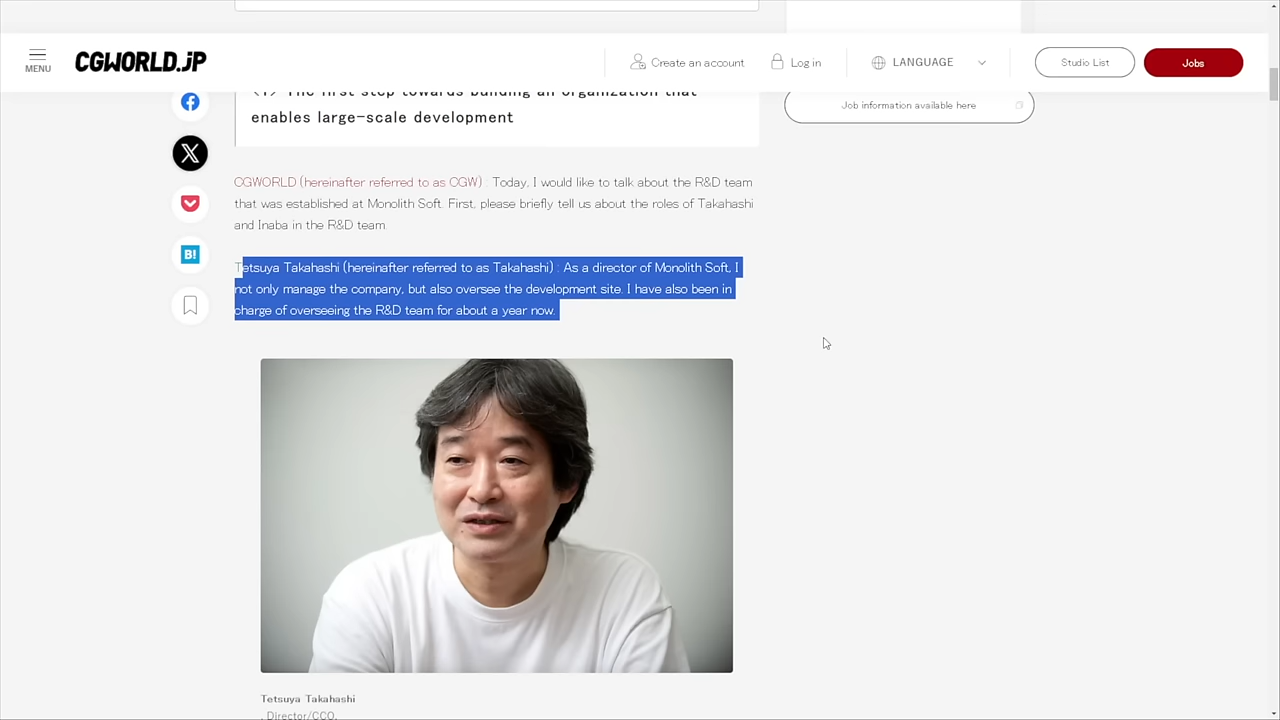 MENU
CGWORLD.JP
Create an account
Log in
LANGUAGE
Studio List
Jobs
<1> The first step towards building an organization that
enables large-scale development
Job information available here
B!
CGWORLD (hereinafter referred to as CGW) : Today, I would like to talk about the R&D team
that was established at Monolith Soft. First, please briefly tell us about the roles of Takahashi
and Inaba in the R&D team.
Tetsuya Takahashi (hereinafter referred to as Takahashi) : As a director of Monolith Soft, I
not only manage the company, but also oversee the development site. I have also been in
charge of overseeing the R&D team for about a year now.
Tetsuya Takahashi
, Director/CCO,